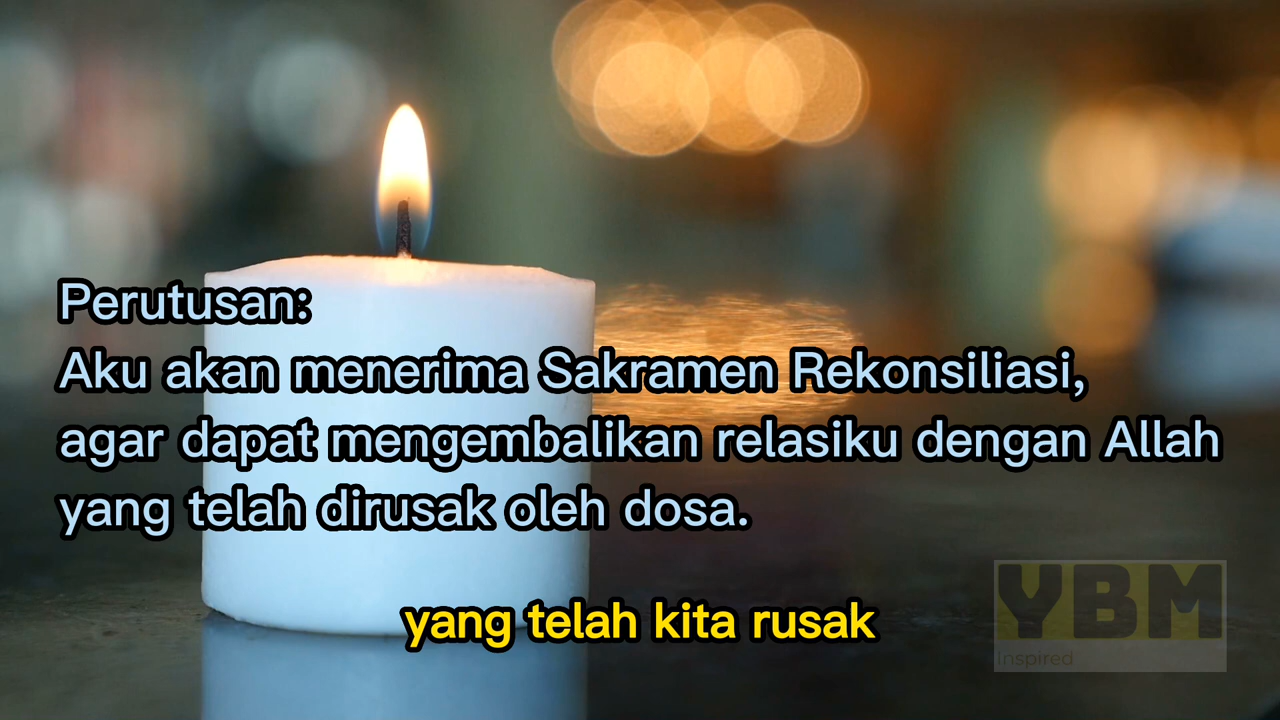 Perutusan:
Aku akan menerima Sakramen Rekonsiliasi,
agar dapat mengembalikan relasiku dengan Allah
yang telah dirusak oleh dosa.
yang telah kita rusak
YBM
inspired